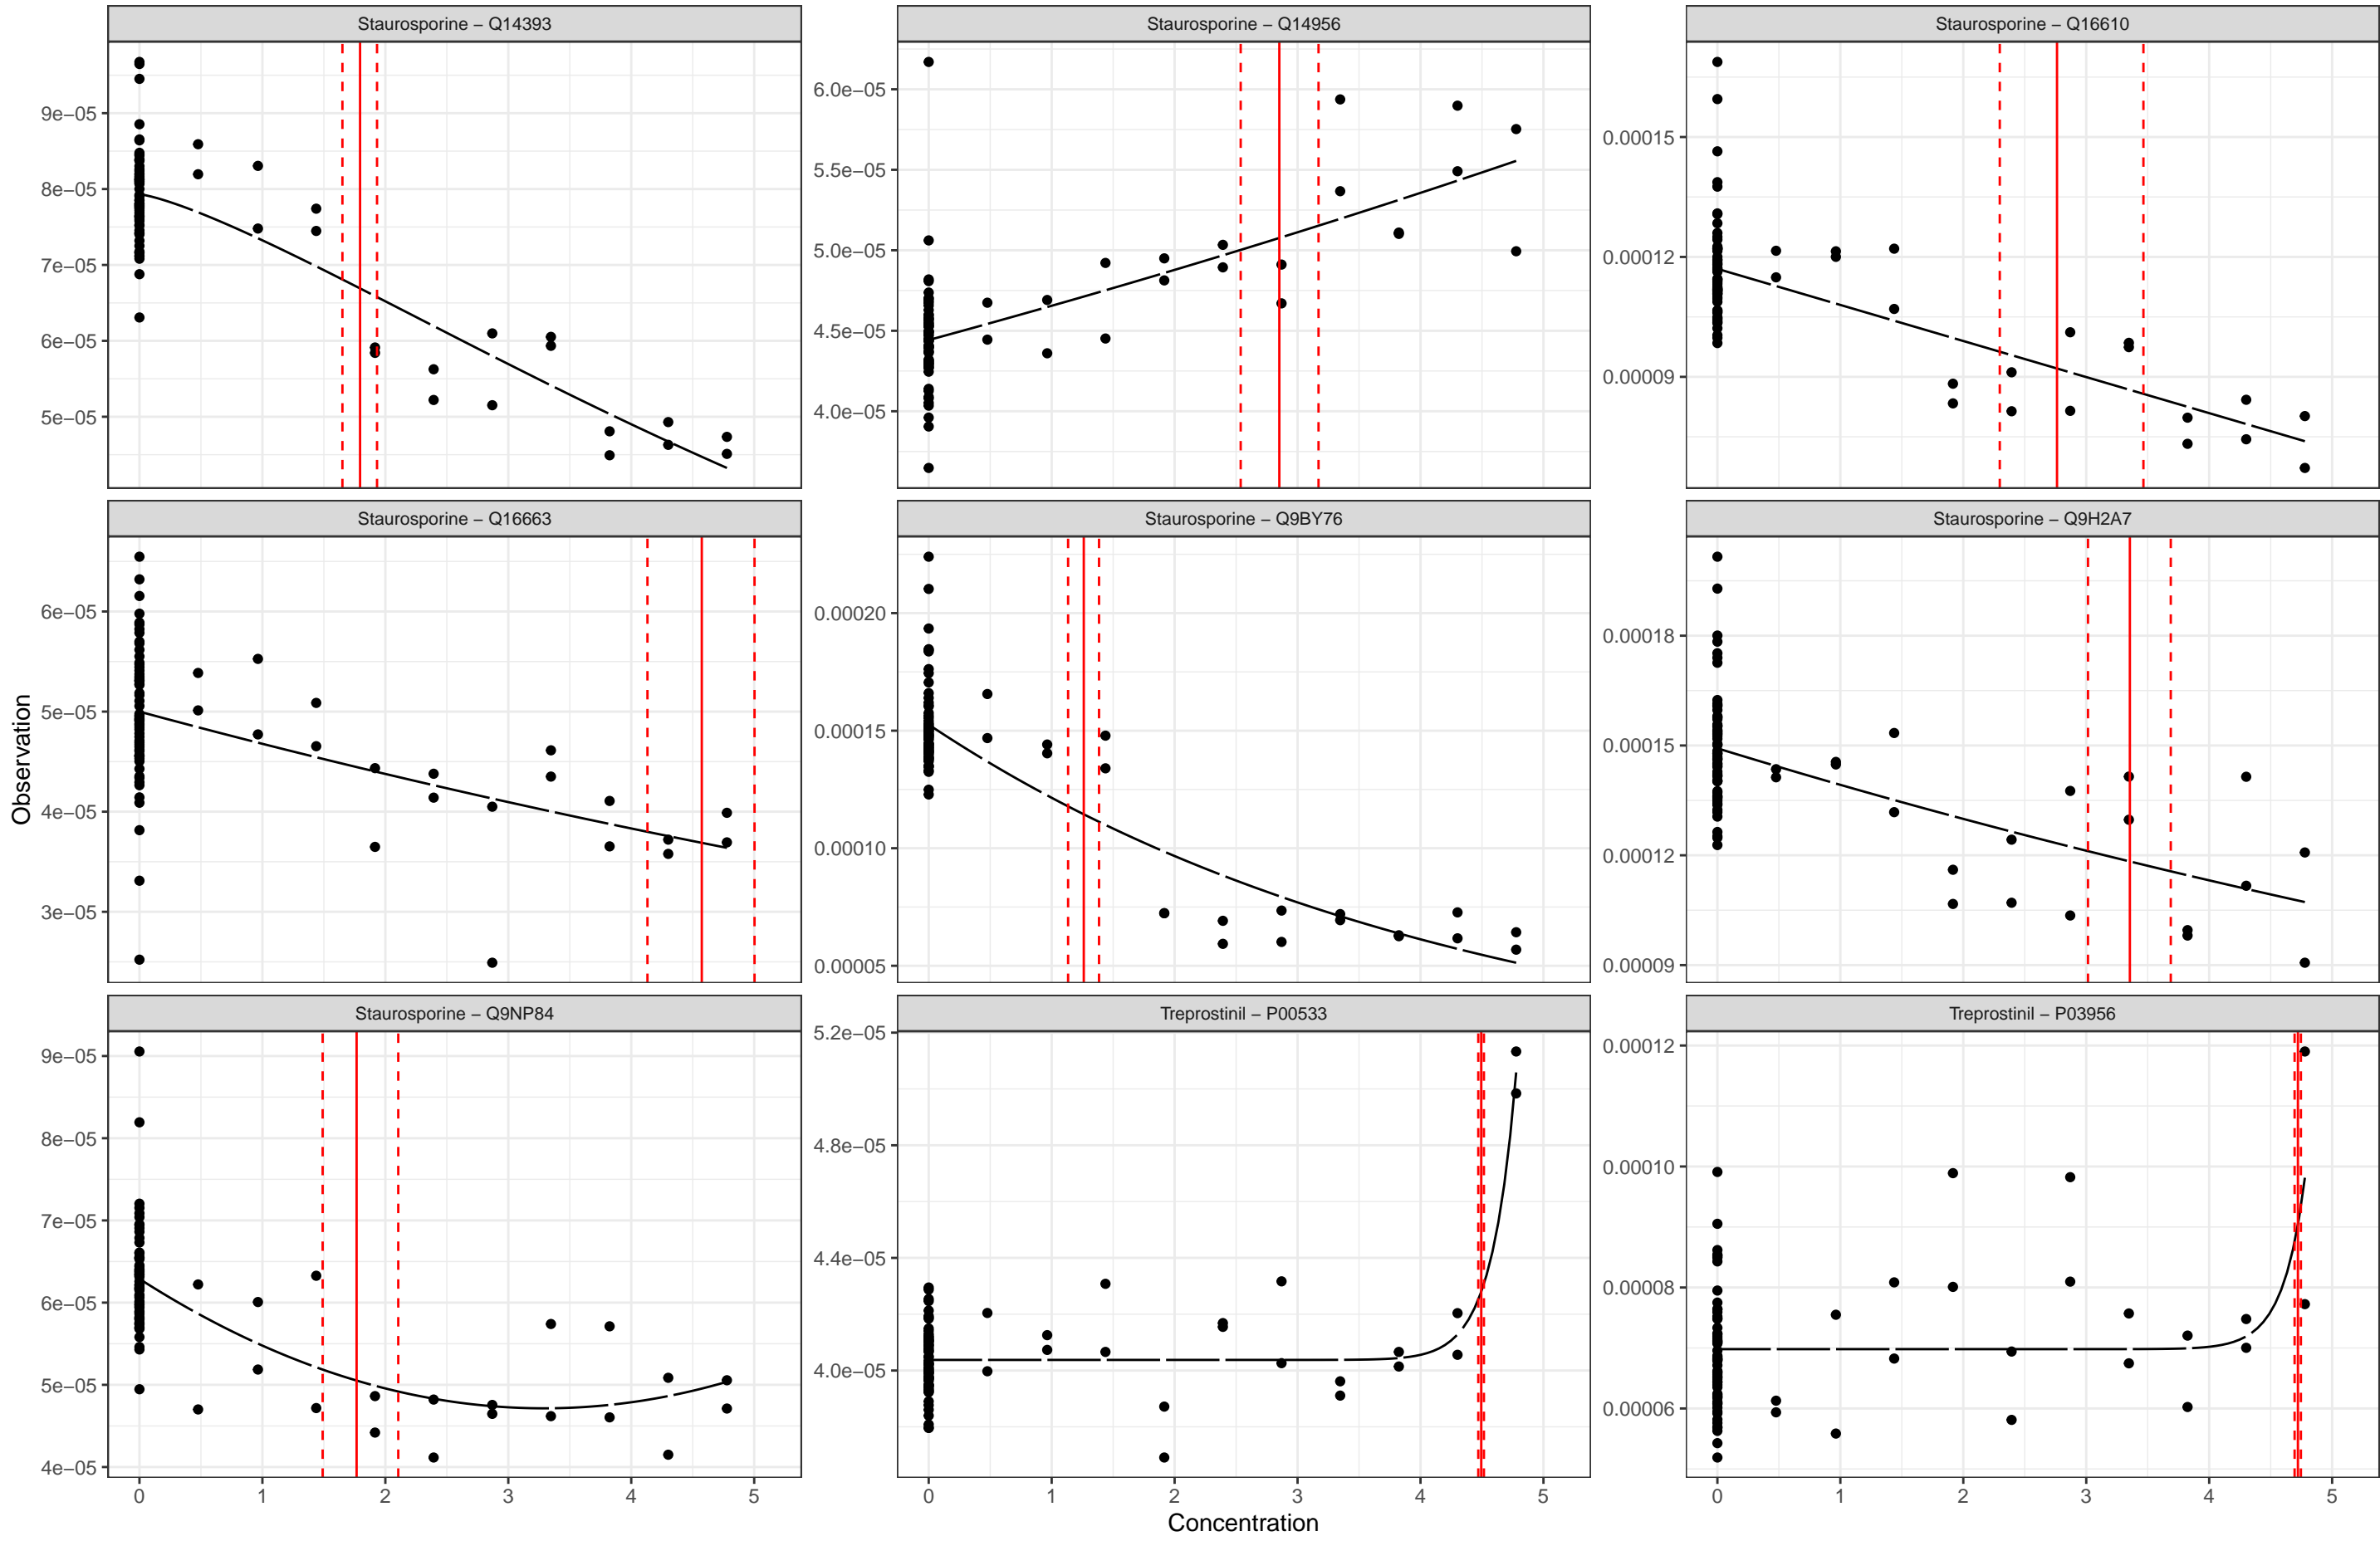 Staurosporine − Q14393
Staurosporine − Q14956
Staurosporine − Q16610
9e−05
8e−05
7e−05
6e−05
5e−05
6.0e−05
5.5e−05
5.0e−05
4.5e−05
4.0e−05
0.00015
0.00012
0.00009
Staurosporine − Q16663
Staurosporine − Q9BY76
Staurosporine − Q9H2A7
6e−05
5e−05
4e−05
3e−05
0.00020
0.00015
0.00010
0.00005
0.00018
0.00015
0.00012
0.00009
Observation
Staurosporine − Q9NP84
Treprostinil − P00533
Treprostinil − P03956
9e−05
8e−05
7e−05
6e−05
5e−05
4e−05
5.2e−05
4.8e−05
4.4e−05
4.0e−05
0.00012
0.00010
0.00008
0.00006
0 1 2 3 4 5
0 1 2 3 4 5
0 1 2 3 4 5
Concentration